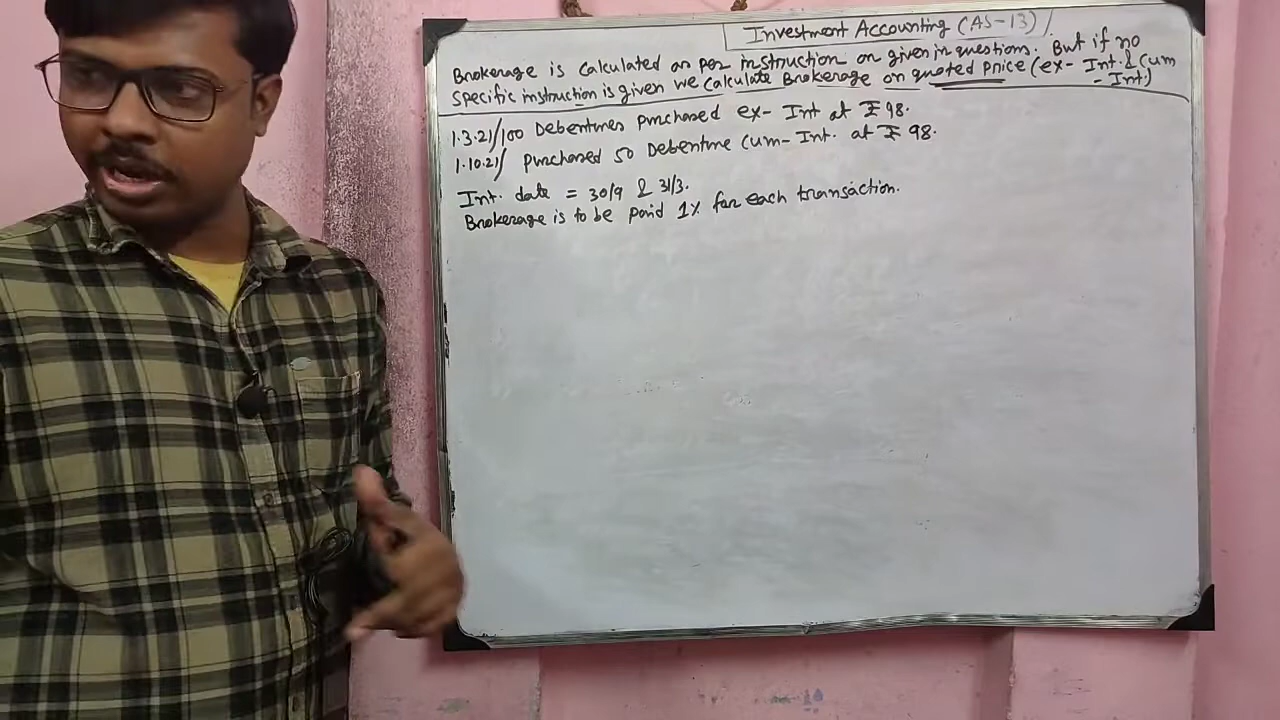 Investment Accounting (AS-13)
Brokerage is calculated as per instruction or given in questions. But if no
specific instruction is given we calculate Brokerage on quoted price (ex-Int. & cum
-Int)
1.3.21/100 Debentures purchased ex-Int at ₹98.
1.10.21/ purchased 50 Debenture cum-Int. at ₹98.
Int. date = 30/9 & 31/3.
Brokerage is to be paid 1% for each transaction.